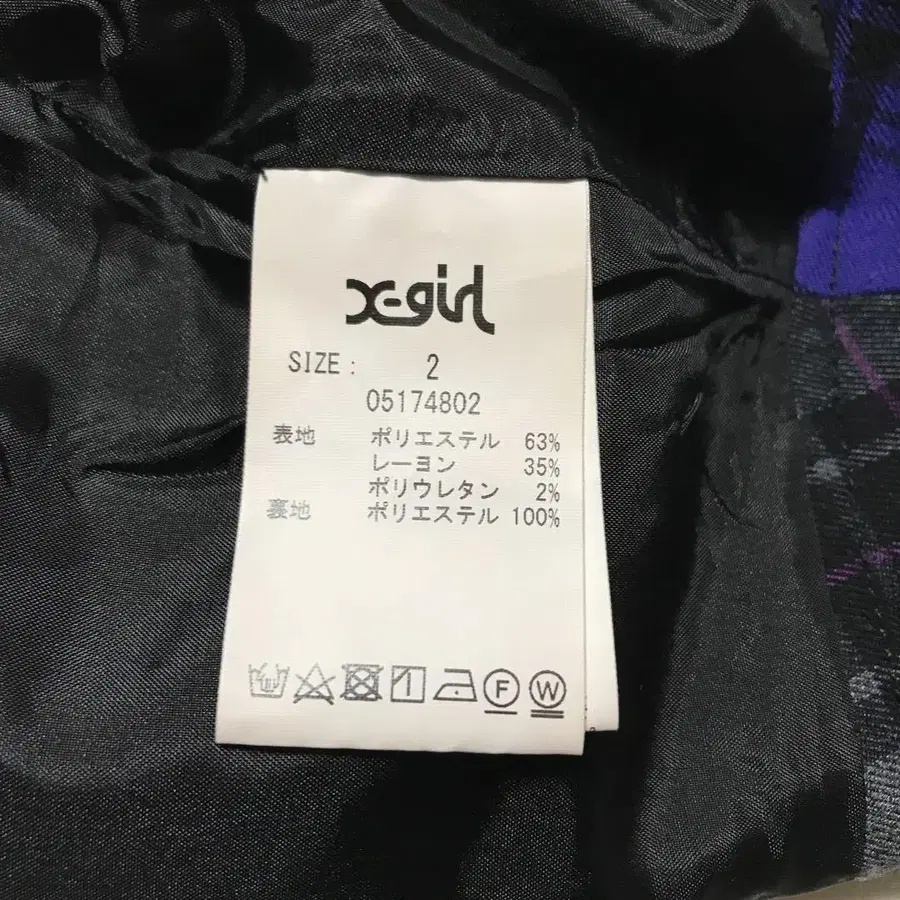 X-girl
SIZE : 2
05174802
表地 ポリエステル 63%
レーヨン 35%
ポリウレタン 2%
裏地 ポリエステル 100%
F W